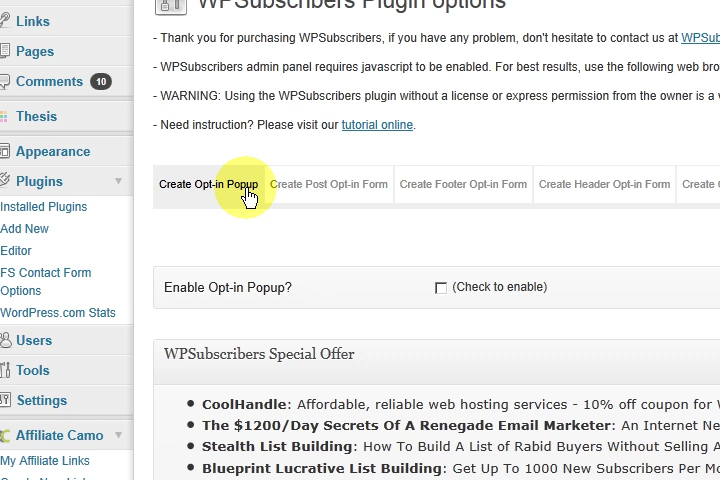 WPSubscribers Plugin options
Links
Pages
Comments 10
Thesis
Appearance
Plugins
Installed Plugins
Add New
Editor
FS Contact Form
Options
WordPress.com Stats
Users
Tools
Settings
Affiliate Camo
My Affiliate Links
- Thank you for purchasing WPSubscribers, if you have any problem, don't hesitate to contact us at WPSub
- WPSubscribers admin panel requires javascript to be enabled. For best results, use the following web bro
- WARNING: Using the WPSubscribers plugin without a license or express permission from the owner is a v
- Need instruction? Please visit our tutorial online.
Create Opt-in Popup Create Post Opt-in Form Create Footer Opt-in Form Create Header Opt-in Form Create
Enable Opt-in Popup? (Check to enable)
WPSubscribers Special Offer
• CoolHandle: Affordable, reliable web hosting services - 10% off coupon for W
• The $1200/Day Secrets Of A Renegade Email Marketer: An Internet Ne
• Stealth List Building: How To Build A List of Rabid Buyers Without Selling A
• Blueprint Lucrative List Building: Get Up To 1000 New Subscribers Per Mo